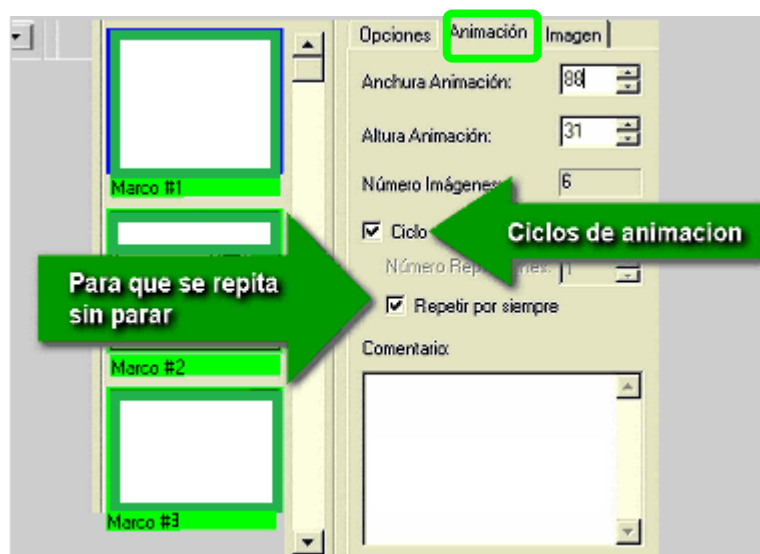 Opciones Animación Imagen
Anchura Animación: 88
Altura Animación: 31
Marco #1
Número Imágenes: 6
Ciclo
Ciclos de animacion
Número 1
Para que se repita
sin parar
Repetir por siempre
Marco #2
Comentario:
Marco #3